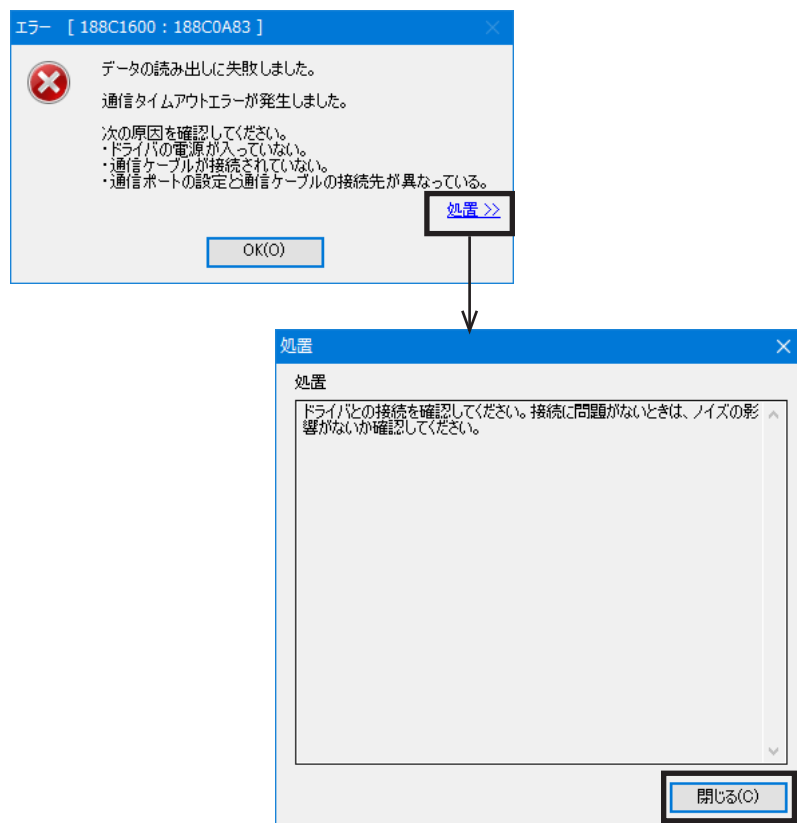 エラー [ 188C1600 : 188C0A83 ]
データの読み出しに失敗しました。
通信タイムアウトエラーが発生しました。
次の原因を確認してください。
・ドライバの電源が入っていない。
・通信ケーブルが接続されていない。
・通信ポートの設定と通信ケーブルの接続先が異なっている。
処置 >>
OK(O)
処置
処置
ドライバとの接続を確認してください。接続に問題がないときは、ノイズの影
響がないか確認してください。
閉じる(C)